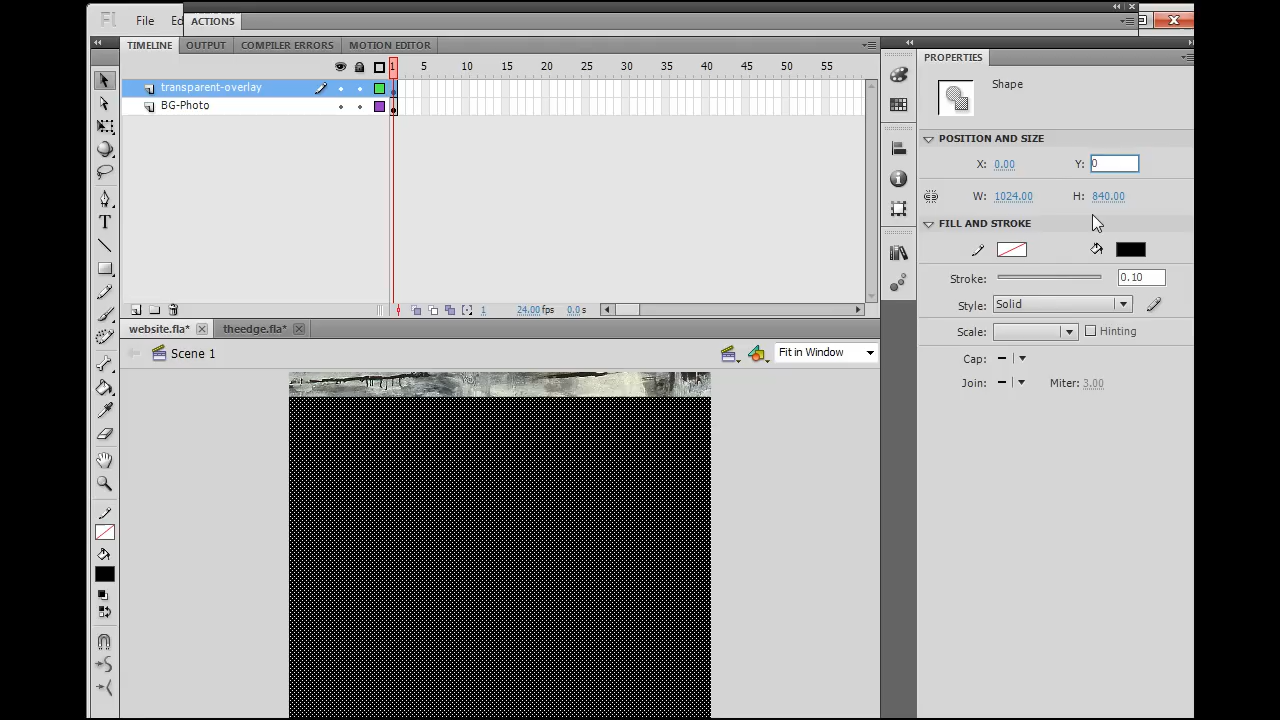 Fl File Ed ACTIONS
TIMELINE OUTPUT COMPILER ERRORS MOTION EDITOR
PROPERTIES
1 5 10 15 20 25 30 35 40 45 50 55
transparent-overlay
BG-Photo
Shape
POSITION AND SIZE
X: 0.00 Y: 0
W: 1024.00 H: 840.00
FILL AND STROKE
Stroke: 0.10
Style: Solid
Scale: Hinting
Cap:
Join: Miter: 3.00
1 24.00 fps 0.0 s
website.fla* theedge.fla*
Scene 1 Fit in Window
T